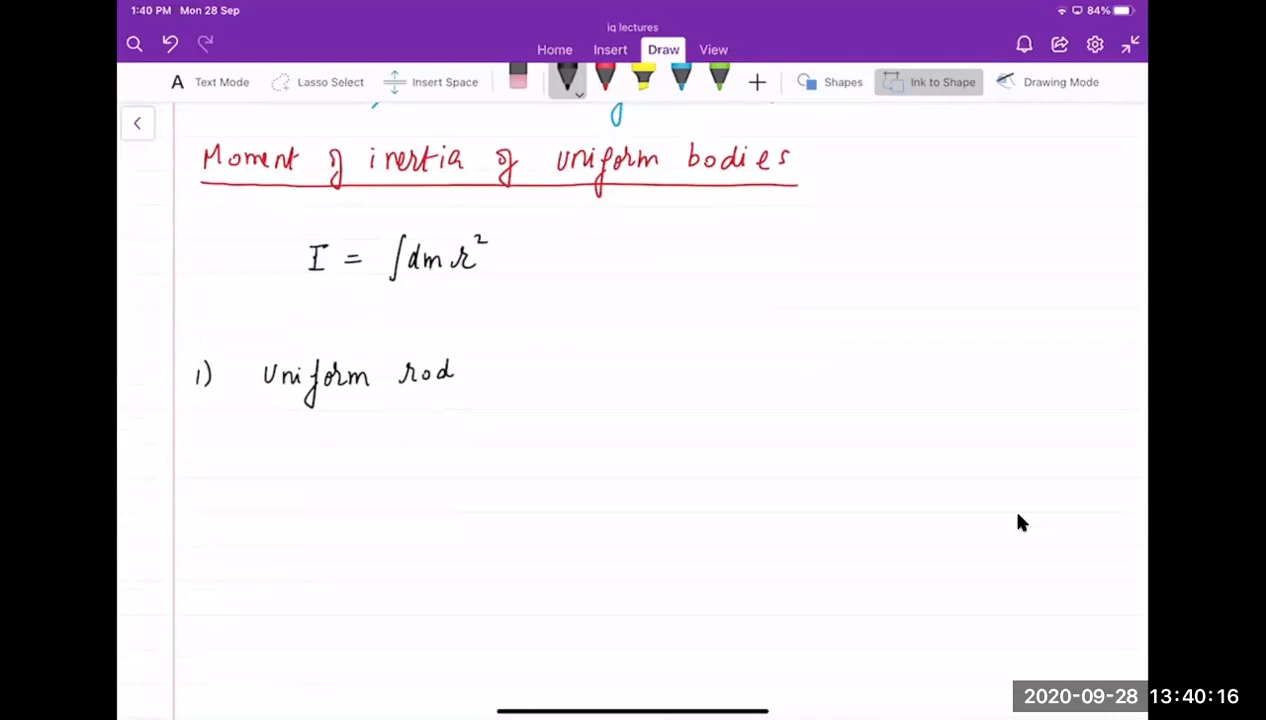 1:40 PM Mon 28 Sep
84%
iq lectures
Home Insert Draw View
A Text Mode Lasso Select Insert Space Shapes Ink to Shape Drawing Mode
Moment of inertia of uniform bodies
I = ∫dm r²
1) Uniform rod
2020-09-28 13:40:16